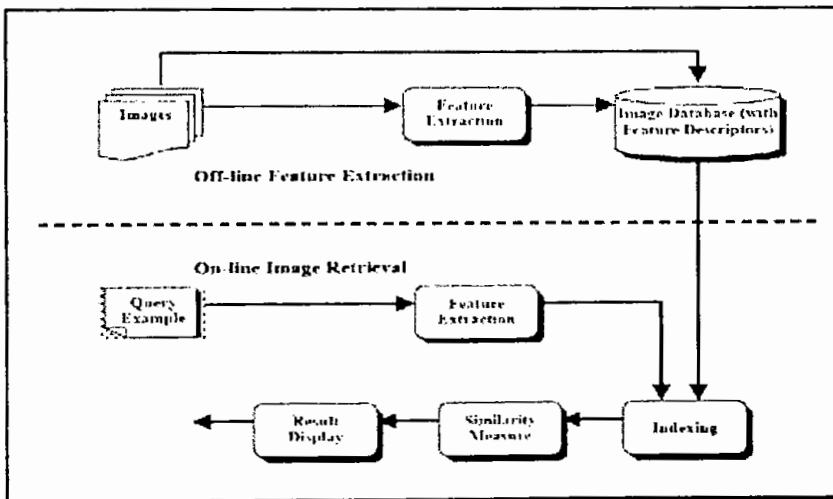 Images
Feature
Extraction
Image Database (with
Feature Descriptors)
Off-line Feature Extraction
On-line Image Retrieval
Query
Example
Feature
Extraction
Result
Display
Similarity
Measure
Indexing